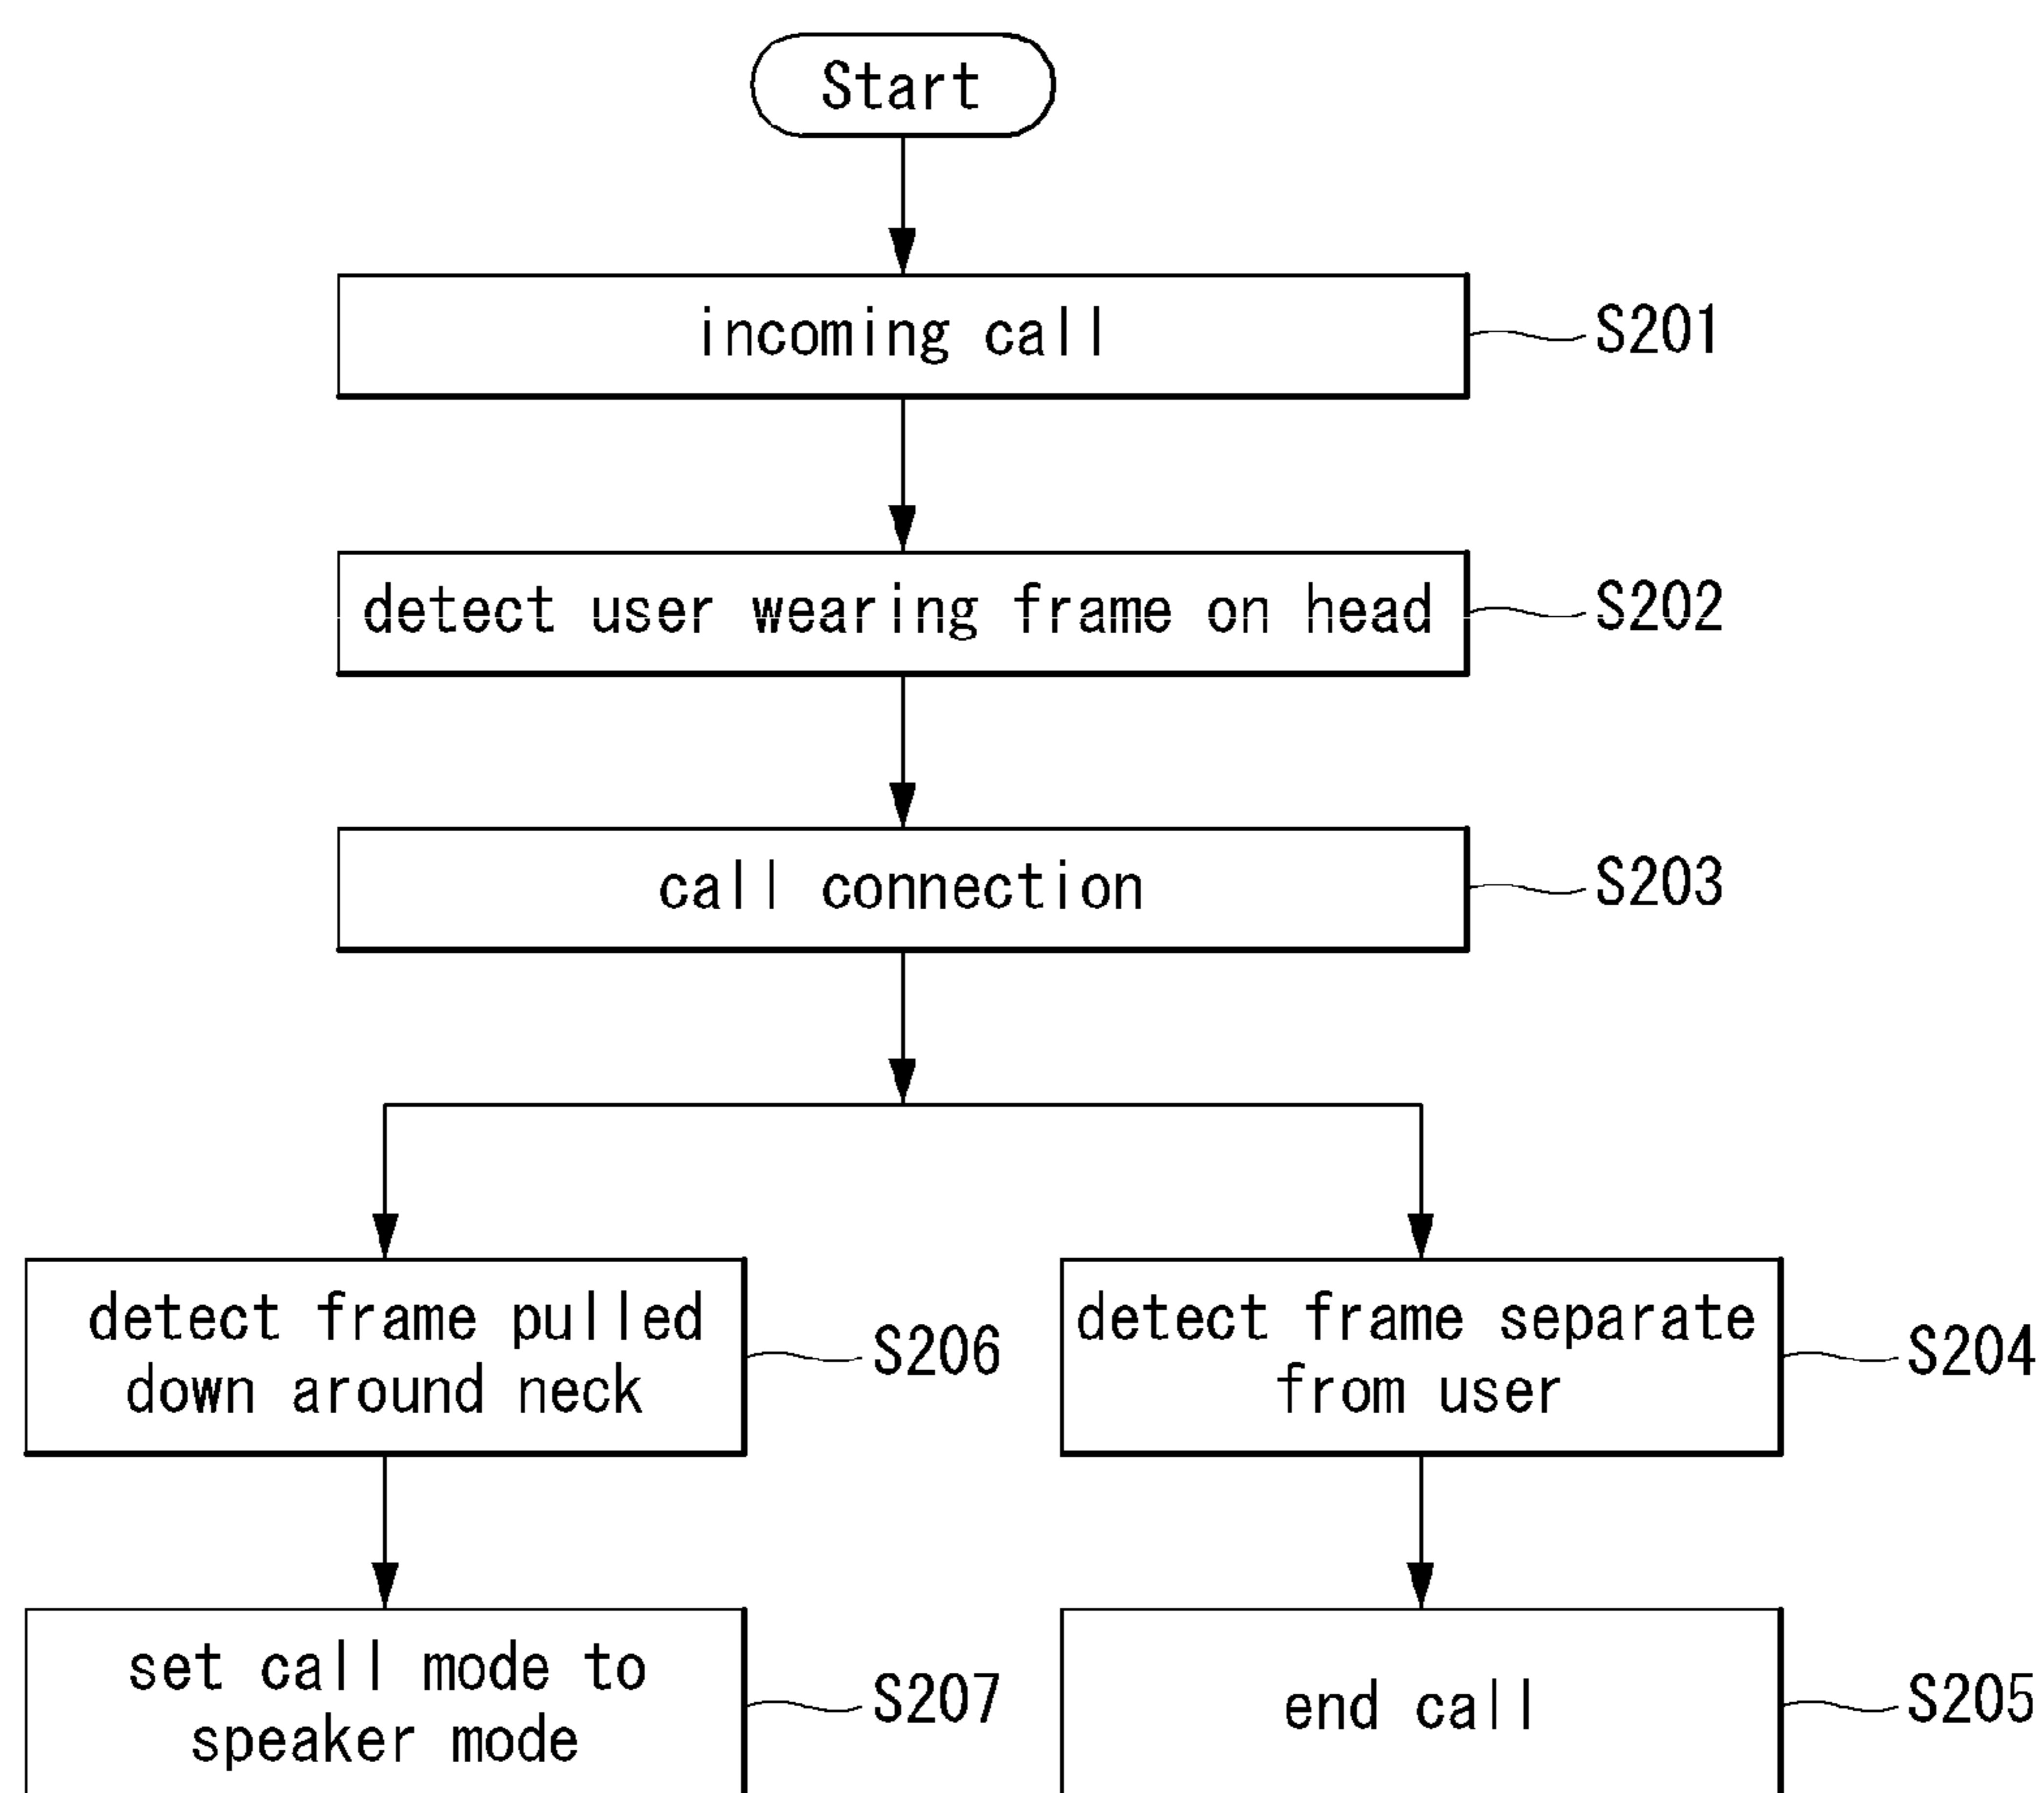 Start
incoming call
S201
detect user wearing frame on head
S202
call connection
S203
detect frame pulled
down around neck
S206
detect frame separate
from user
S204
set call mode to
speaker mode
S207
end call
S205